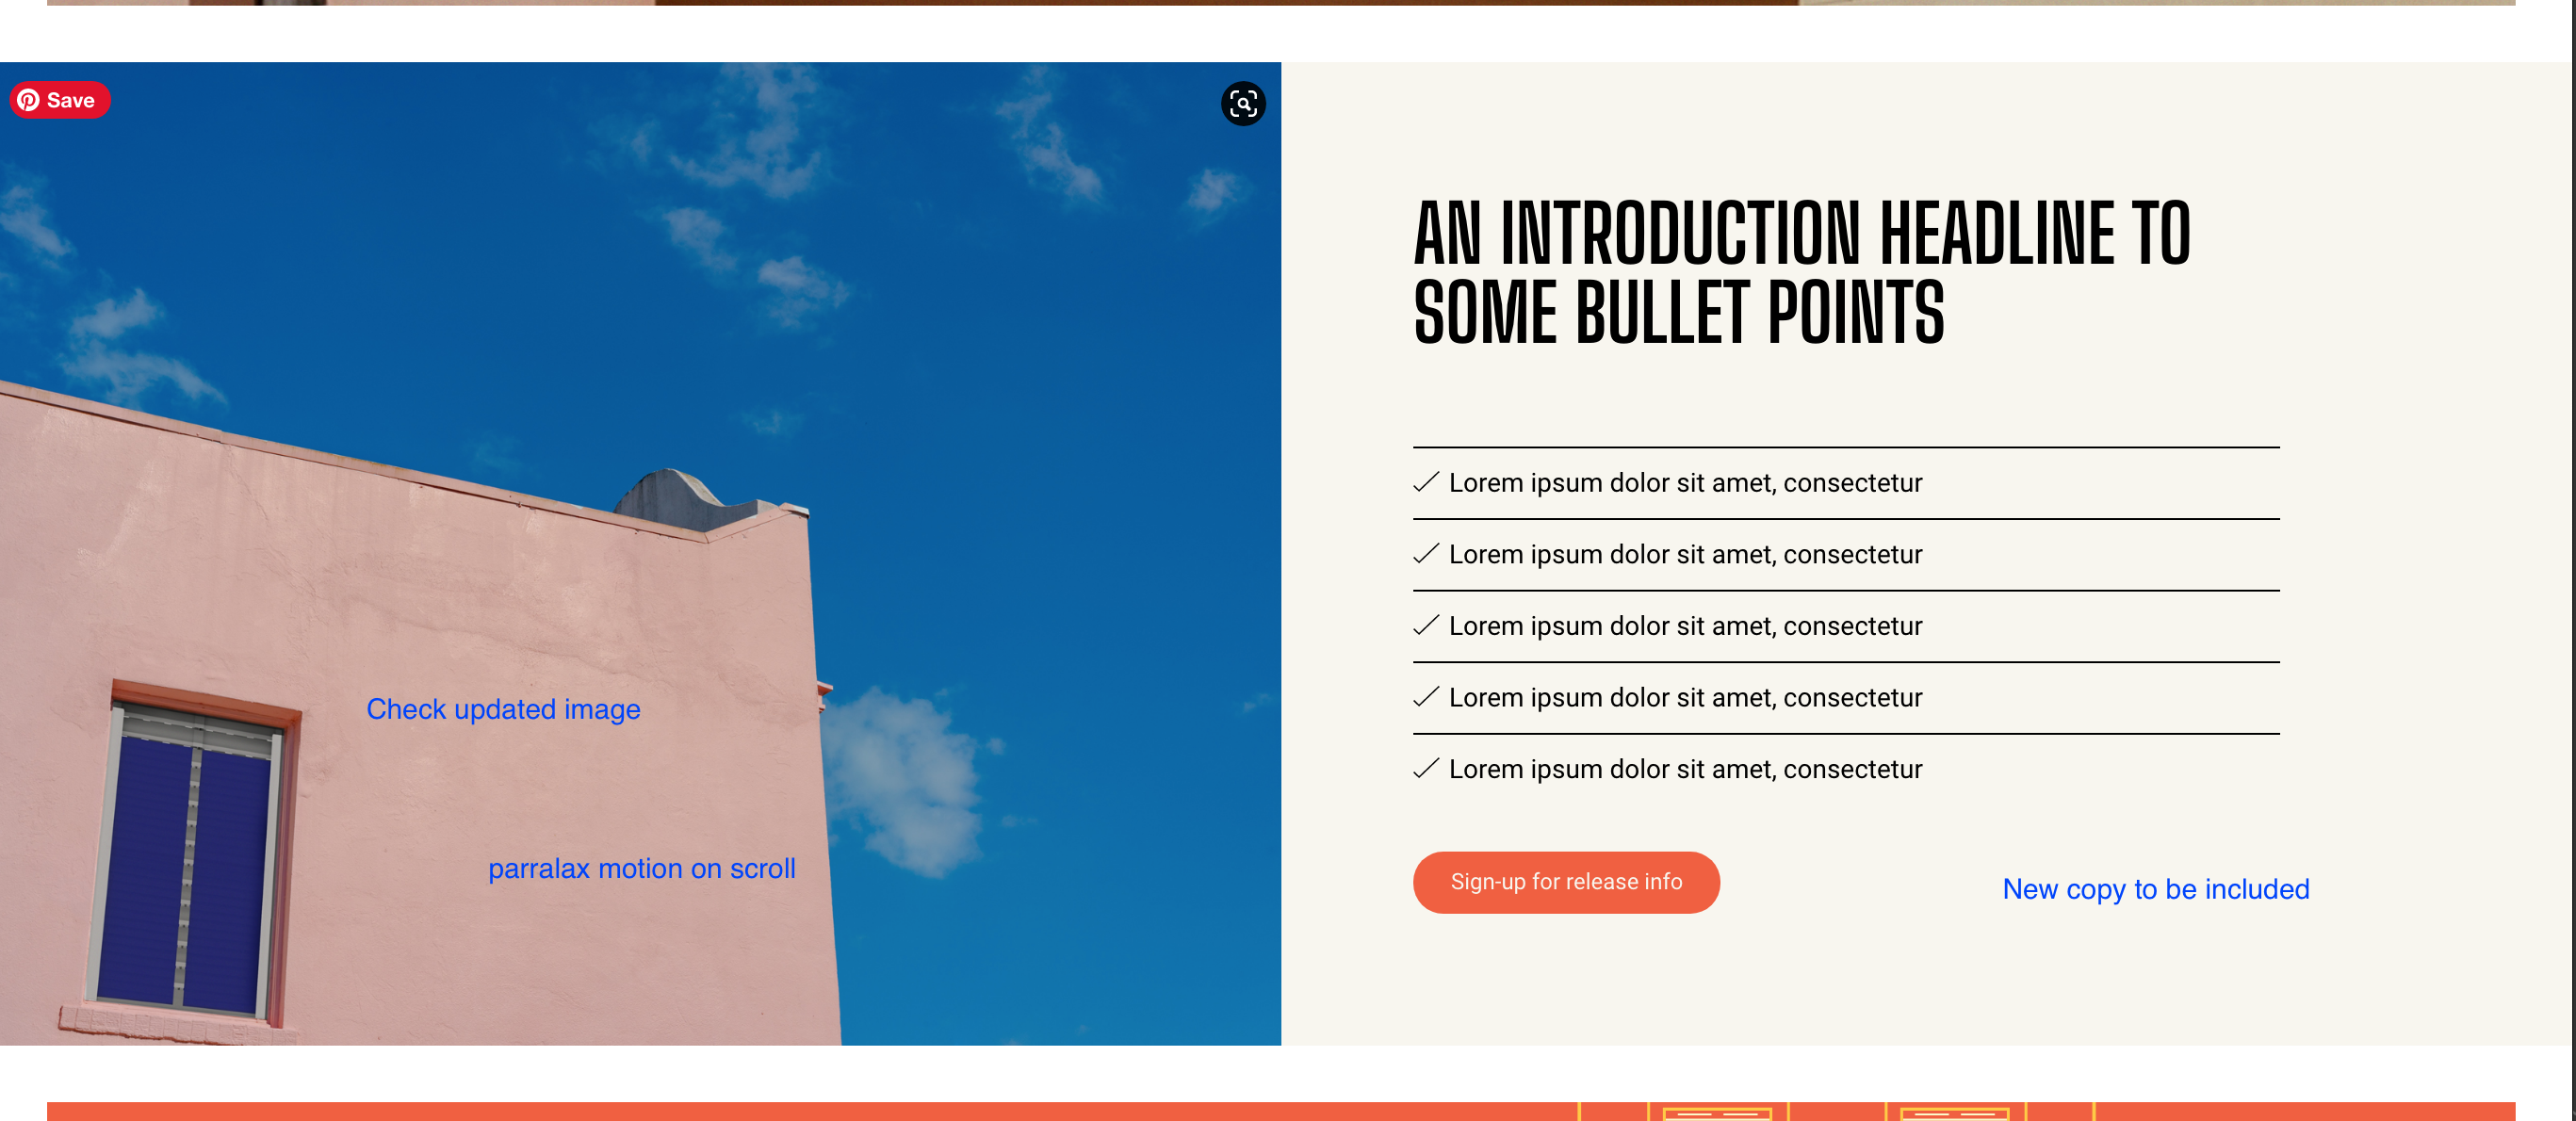 Save
AN INTRODUCTION HEADLINE TO
SOME BULLET POINTS
Lorem ipsum dolor sit amet, consectetur
Lorem ipsum dolor sit amet, consectetur
Lorem ipsum dolor sit amet, consectetur
Lorem ipsum dolor sit amet, consectetur
Lorem ipsum dolor sit amet, consectetur
Check updated image
parralax motion on scroll
Sign-up for release info
New copy to be included